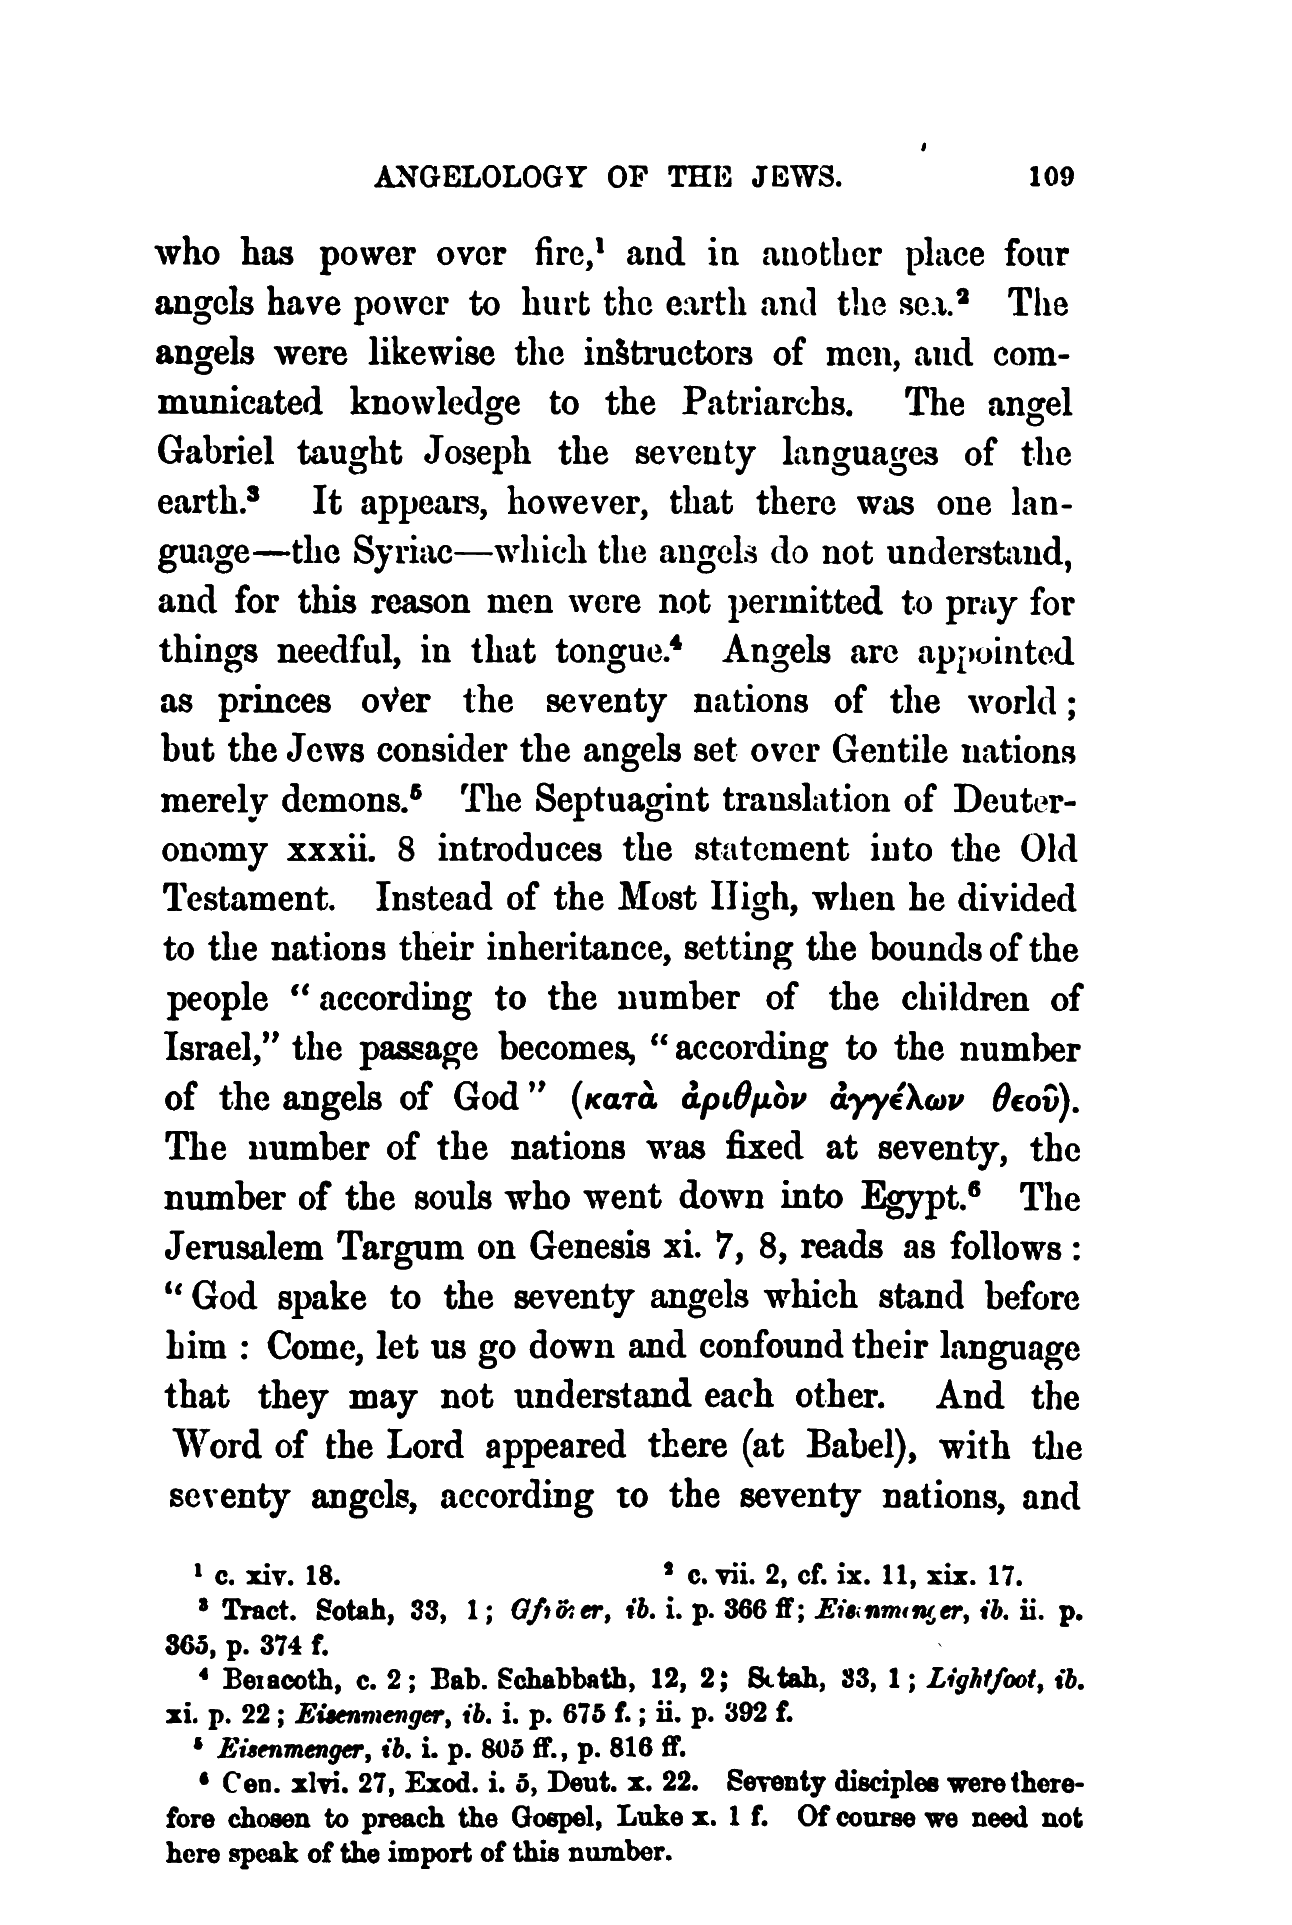 ANGELOLOGY OF THE JEWS. 109
who has power over fire,¹ and in another place four
angels have power to hurt the earth and the sea.² The
angels were likewise the instructors of men, and com-
municated knowledge to the Patriarchs. The angel
Gabriel taught Joseph the seventy languages of the
earth.³ It appears, however, that there was one lan-
guage—the Syriac—which the angels do not understand,
and for this reason men were not permitted to pray for
things needful, in that tongue.⁴ Angels are appointed
as princes over the seventy nations of the world;
but the Jews consider the angels set over Gentile nations
merely demons.⁵ The Septuagint translation of Deuter-
onomy xxxii. 8 introduces the statement into the Old
Testament. Instead of the Most High, when he divided
to the nations their inheritance, setting the bounds of the
people “according to the number of the children of
Israel,” the passage becomes, “according to the number
of the angels of God” (κατὰ ἀριθμὸν ἀγγέλων θεοῦ).
The number of the nations was fixed at seventy, the
number of the souls who went down into Egypt.⁶ The
Jerusalem Targum on Genesis xi. 7, 8, reads as follows:
“God spake to the seventy angels which stand before
him: Come, let us go down and confound their language
that they may not understand each other. And the
Word of the Lord appeared there (at Babel), with the
seventy angels, according to the seventy nations, and
¹ c. xiv. 18. ² c. vii. 2, cf. ix. 11, xix. 17.
³ Tract. Sotah, 33, 1; Gfrörer, ib. i. p. 366 ff; Eisenmenger, ib. ii. p.
365, p. 374 f.
⁴ Beracoth, c. 2; Bab. Schabbath, 12, 2; Sotah, 33, 1; Lightfoot, ib.
xi. p. 22; Eisenmenger, ib. i. p. 675 f.; ii. p. 392 f.
⁵ Eisenmenger, ib. i. p. 805 ff., p. 816 ff.
⁶ Gen. xlvi. 27, Exod. i. 5, Deut. x. 22. Seventy disciples were there-
fore chosen to preach the Gospel, Luke x. 1 f. Of course we need not
here speak of the import of this number.